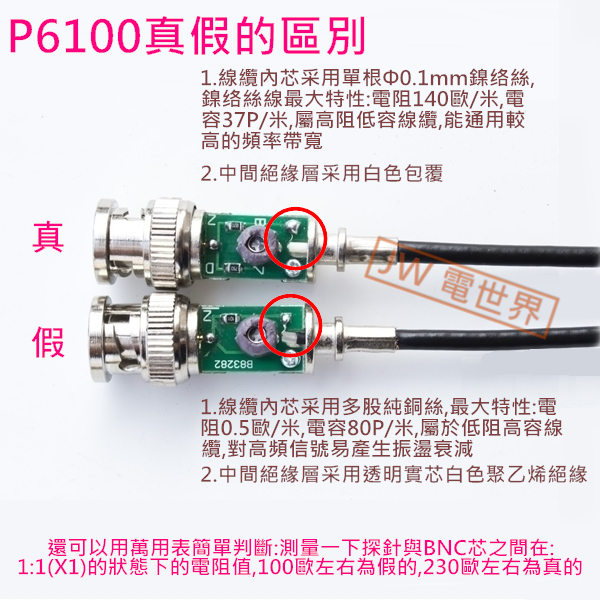 P6100真假的區別
1.線纜內芯采用單根Φ0.1mm鎳络絲,
鎳络絲線最大特性:電阻140歐/米,電
容37P/米,屬高阻低容線纜,能通用較
高的頻率帶寬
2.中間絕緣層采用白色包覆
真
JW 電世界
假
B83282
1.線纜內芯采用多股純銅絲,最大特性:電
阻0.5歐/米,電容80P/米,屬於低阻高容線
纜,對高頻信號易產生振盪衰減
2.中間絕緣層采用透明實芯白色聚乙烯絕緣
還可以用萬用表簡單判斷:測量一下探針與BNC芯之間在:
1:1(X1)的狀態下的電阻值,100歐左右為假的,230歐左右為真的